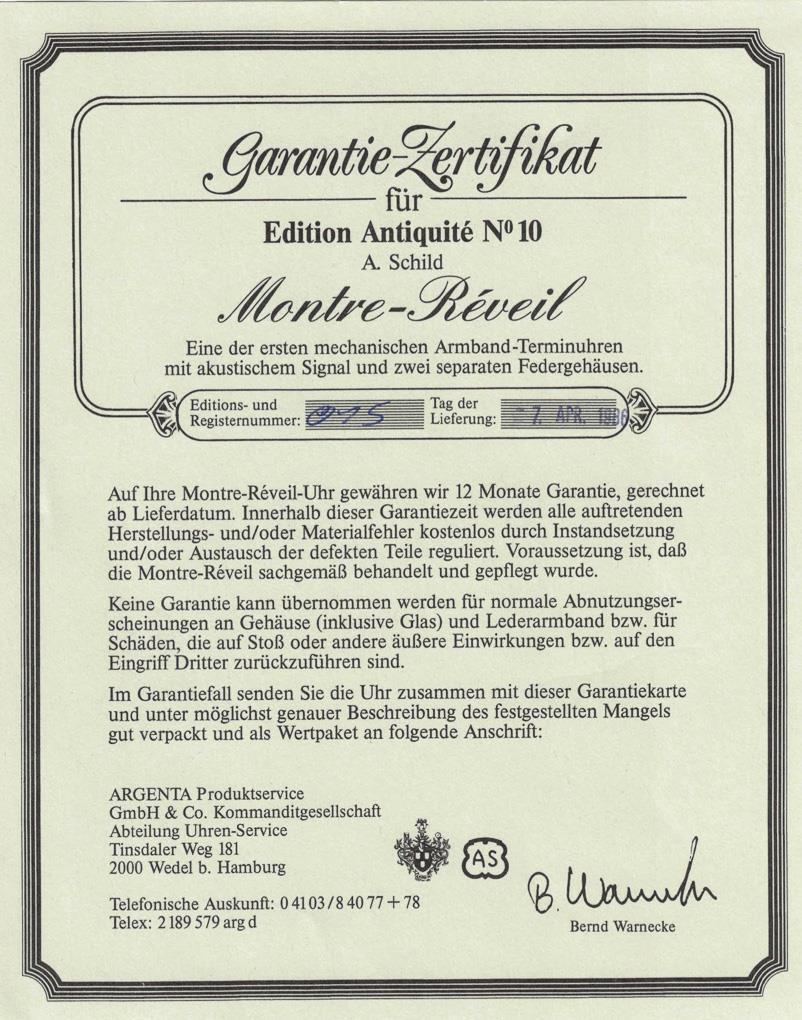 Garantie-Zertifikat
für
Edition Antiquité Nº 10
A. Schild
Montre-Réveil
Eine der ersten mechanischen Armband-Terminuhren
mit akustischem Signal und zwei separaten Federgehäusen.
Editions- und
Registernummer: 915
Tag der
Lieferung: - 7. APR. 1986
Auf Ihre Montre-Réveil-Uhr gewähren wir 12 Monate Garantie, gerechnet
ab Lieferdatum. Innerhalb dieser Garantiezeit werden alle auftretenden
Herstellungs- und/oder Materialfehler kostenlos durch Instandsetzung
und/oder Austausch der defekten Teile reguliert. Voraussetzung ist, daß
die Montre-Réveil sachgemäß behandelt und gepflegt wurde.
Keine Garantie kann übernommen werden für normale Abnutzungser-
scheinungen an Gehäuse (inklusive Glas) und Lederarmband bzw. für
Schäden, die auf Stoß oder andere äußere Einwirkungen bzw. auf den
Eingriff Dritter zurückzuführen sind.
Im Garantiefall senden Sie die Uhr zusammen mit dieser Garantiekarte
und unter möglichst genauer Beschreibung des festgestellten Mangels
gut verpackt und als Wertpaket an folgende Anschrift:
ARGENTA Produktservice
GmbH & Co. Kommanditgesellschaft
Abteilung Uhren-Service
Tinsdaler Weg 181
2000 Wedel b. Hamburg
Telefonische Auskunft: 0 41 03 / 8 40 77 + 78
Telex: 2 189 579 arg d
AS
B. Warnecke
Bernd Warnecke